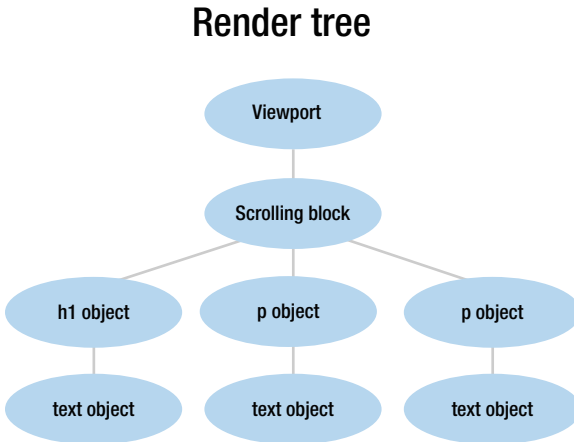 Render tree
Viewport
Scrolling block
h1 object
p object
p object
text object
text object
text object